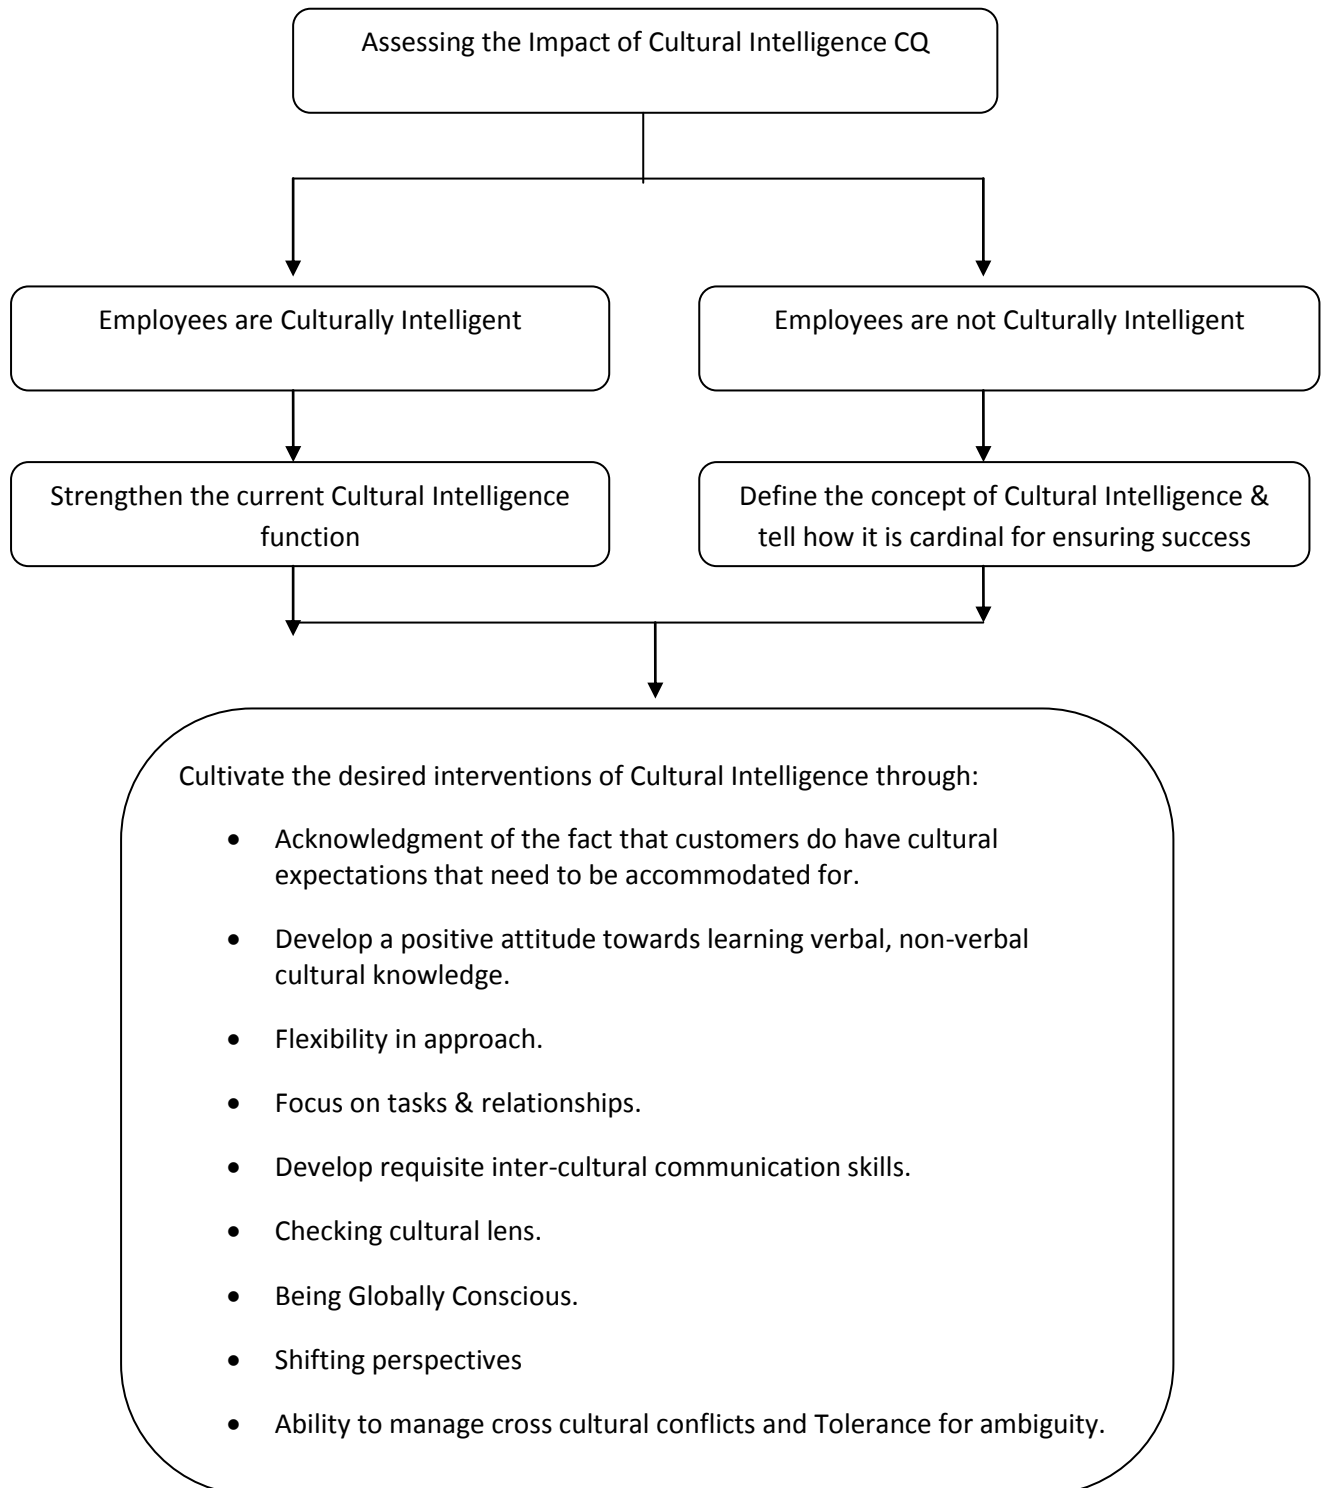 Assessing the Impact of Cultural Intelligence CQ
Employees are Culturally Intelligent
Employees are not Culturally Intelligent
Strengthen the current Cultural Intelligence
function
Define the concept of Cultural Intelligence &
tell how it is cardinal for ensuring success
Cultivate the desired interventions of Cultural Intelligence through:
• Acknowledgment of the fact that customers do have cultural
expectations that need to be accommodated for.
• Develop a positive attitude towards learning verbal, non-verbal
cultural knowledge.
• Flexibility in approach.
• Focus on tasks & relationships.
• Develop requisite inter-cultural communication skills.
• Checking cultural lens.
• Being Globally Conscious.
• Shifting perspectives
• Ability to manage cross cultural conflicts and Tolerance for ambiguity.